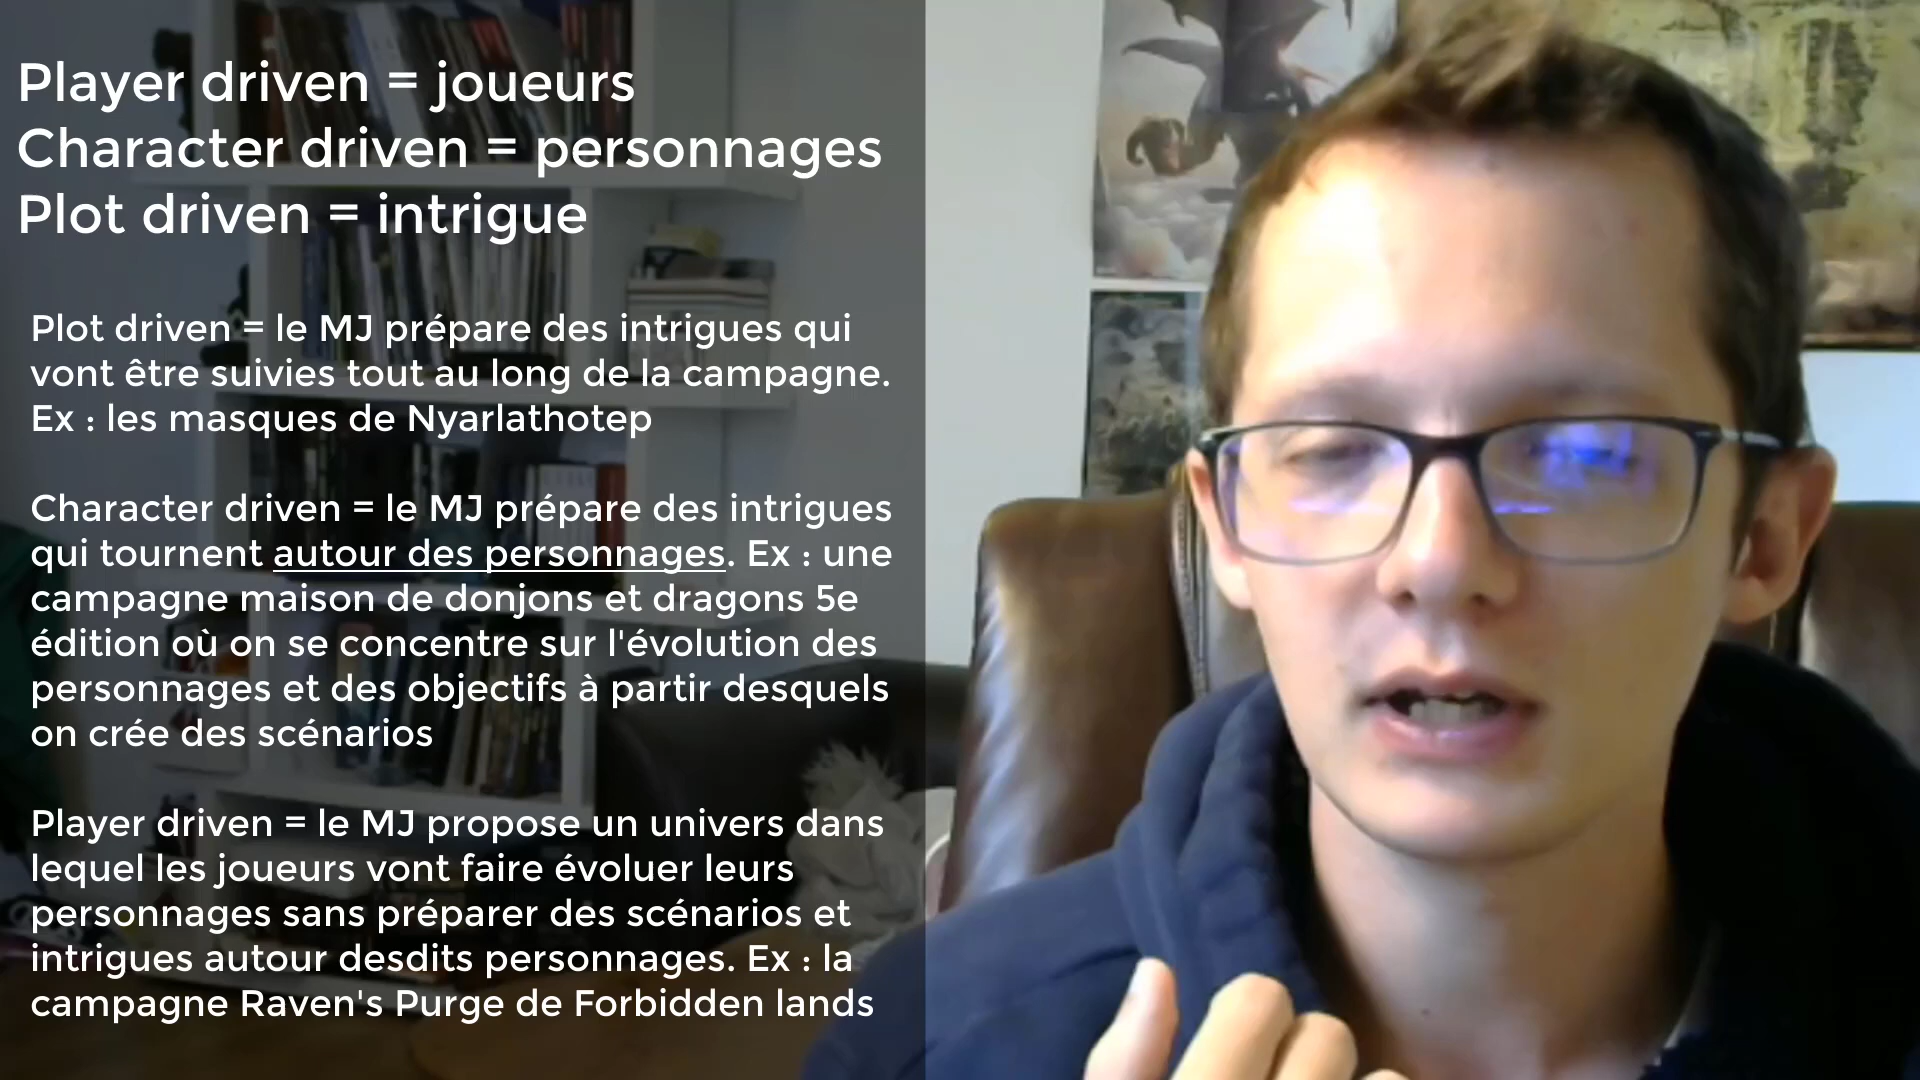 Player driven = joueurs
Character driven = personnages
Plot driven = intrigue
Plot driven = le MJ prépare des intrigues qui
vont être suivies tout au long de la campagne.
Ex : les masques de Nyarlathotep
Character driven = le MJ prépare des intrigues
qui tournent autour des personnages. Ex : une
campagne maison de donjons et dragons 5e
édition où on se concentre sur l'évolution des
personnages et des objectifs à partir desquels
on crée des scénarios
Player driven = le MJ propose un univers dans
lequel les joueurs vont faire évoluer leurs
personnages sans préparer des scénarios et
intrigues autour desdits personnages. Ex : la
campagne Raven's Purge de Forbidden lands